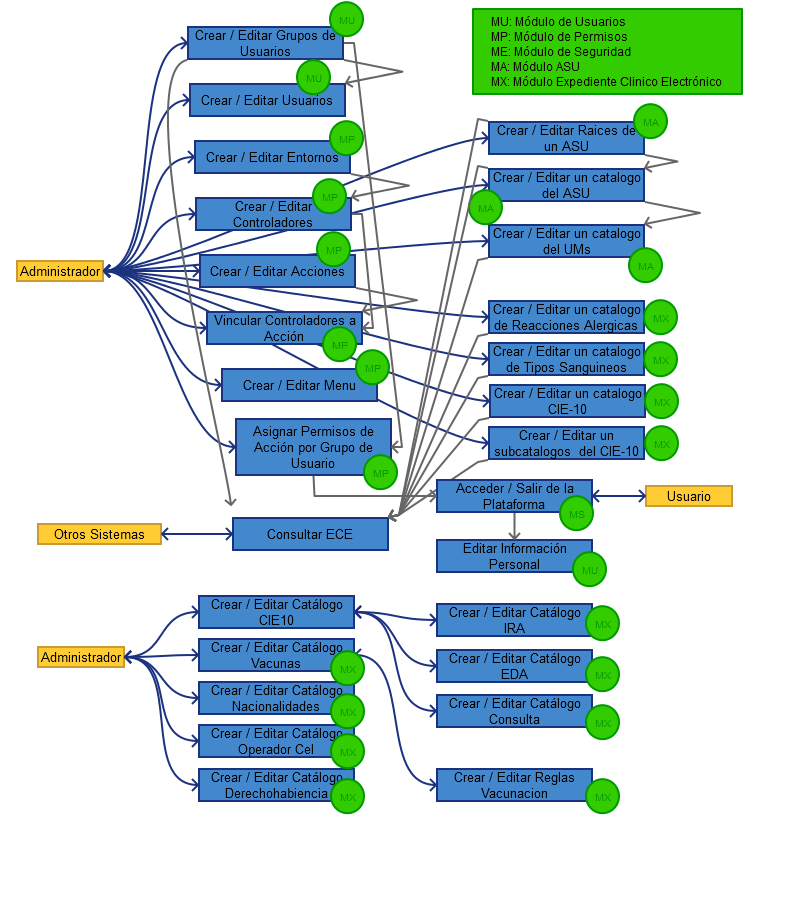 MU: Módulo de Usuarios
MP: Módulo de Permisos
ME: Módulo de Seguridad
MA: Módulo ASU
MX: Módulo Expediente Clinico Electrónico
MU
Crear / Editar Grupos de
Usuarios
MU
Crear / Editar Usuarios
MP
Crear / Editar Entornos
MP
Crear / Editar
Controladores
MP
Crear / Editar Acciones
Administrador
Vincular Controladores a
Acción
MP
MP
Crear / Editar Menu
Asignar Permisos de
Acción por Grupo de
Usuario
MP
MA
Crear / Editar Raices de
un ASU
Crear / Editar un catalogo
del ASU
MA
Crear / Editar un catalogo
del UMs
MA
Crear / Editar un catalogo
de Reacciones Alergicas
MX
Crear / Editar un catalogo
de Tipos Sanguineos
MX
Crear / Editar un catalogo
CIE-10
MX
Crear / Editar un
subcatalogos del CIE-10
MX
Acceder / Salir de la
Plataforma
MS
Usuario
Otros Sistemas
Consultar ECE
Editar Información
Personal
MU
Administrador
Crear / Editar Catálogo
CIE10
Crear / Editar Catálogo
Vacunas
MX
Crear / Editar Catálogo
Nacionalidades
MX
Crear / Editar Catálogo
Operador Cel
MX
Crear / Editar Catálogo
Derechohabiencia
MX
Crear / Editar Catálogo
IRA
MX
Crear / Editar Catálogo
EDA
MX
Crear / Editar Catálogo
Consulta
MX
Crear / Editar Reglas
Vacunacion
MX